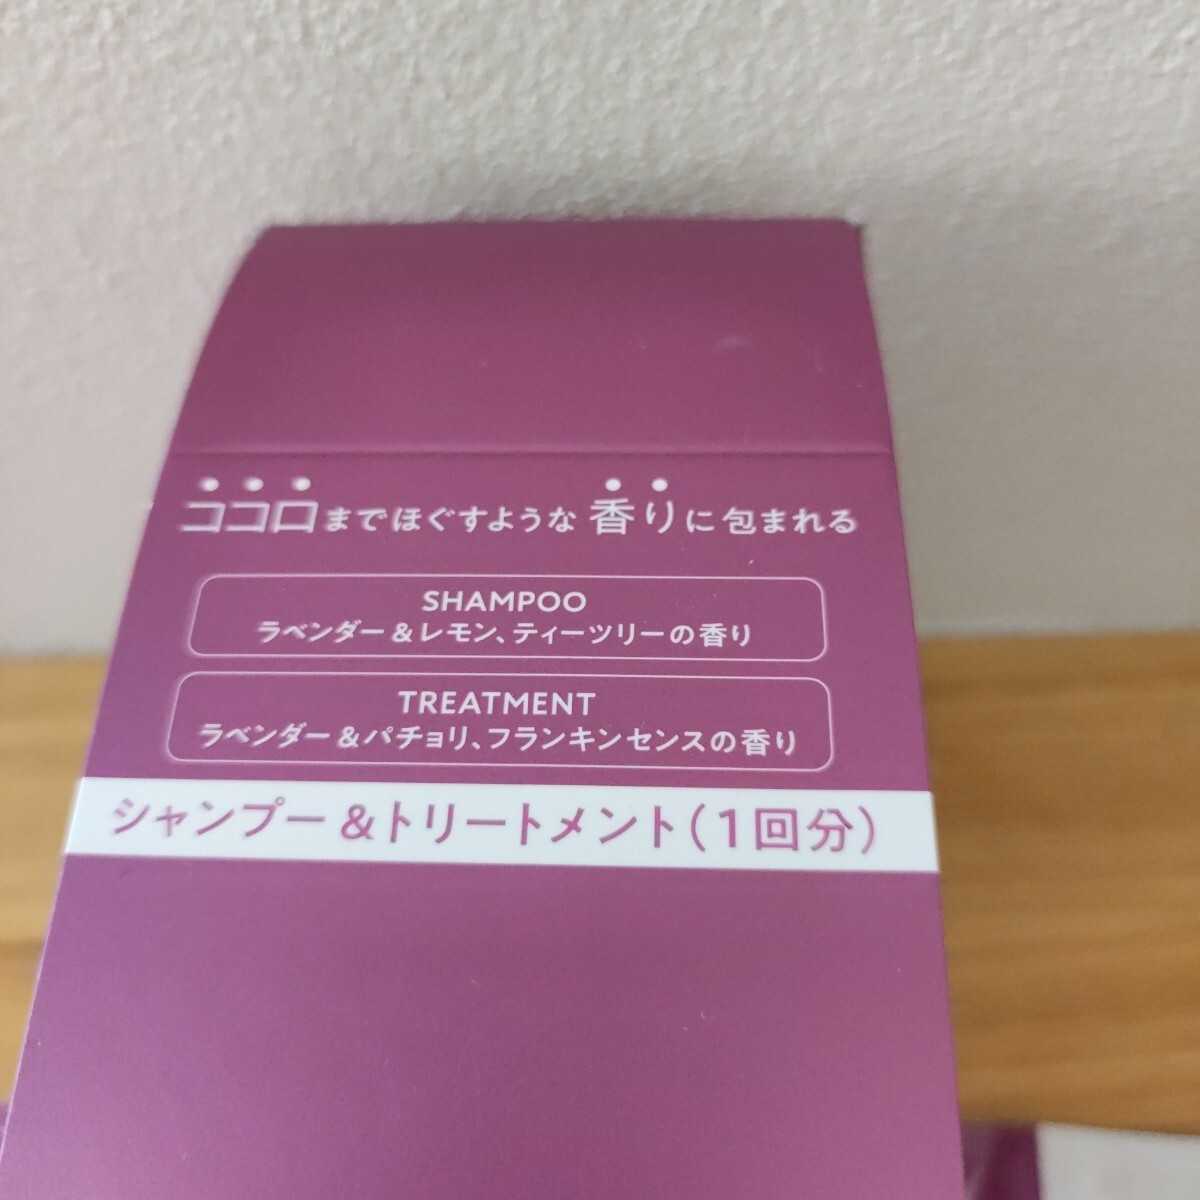 ココロまでほぐすような香りに包まれる
SHAMPOO
ラベンダー＆レモン、ティーツリーの香り
TREATMENT
ラベンダー＆パチョリ、フランキンセンスの香り
シャンプー＆トリートメント（1回分）